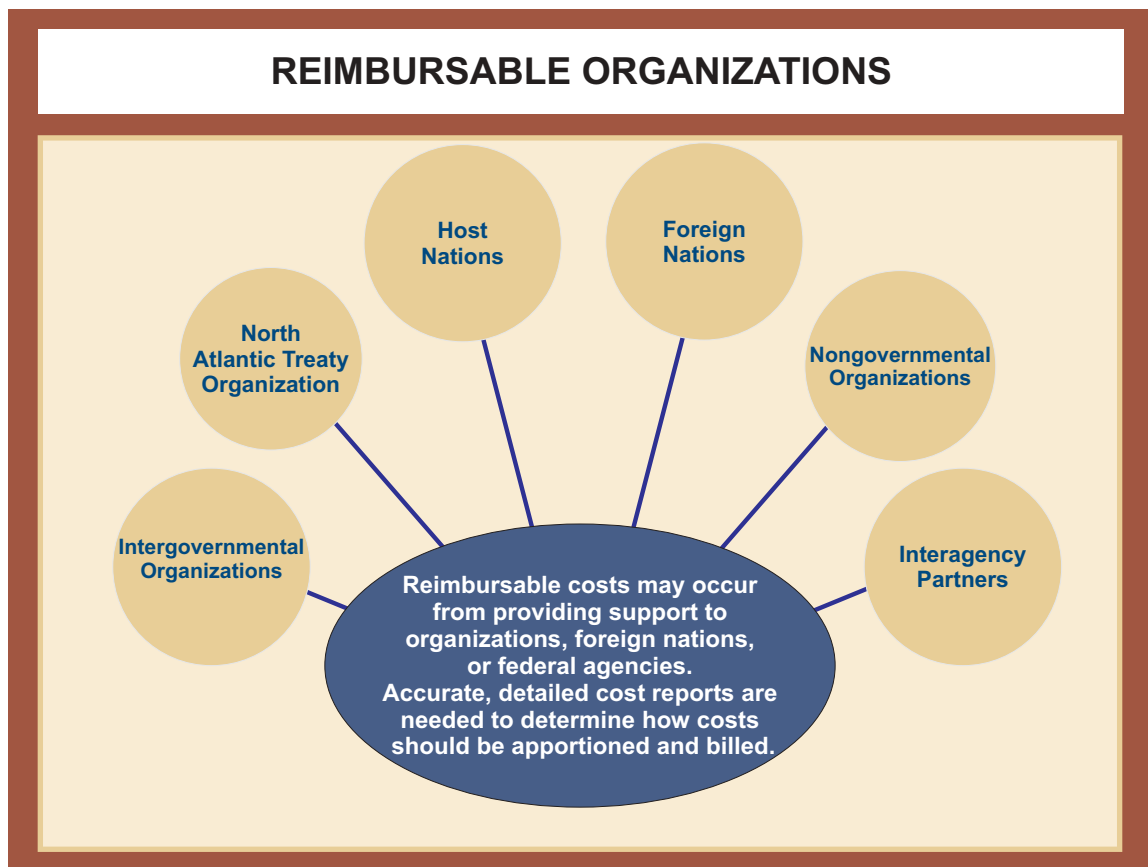 REIMBURSABLE ORGANIZATIONS
Host
Nations
Foreign
Nations
North
Atlantic Treaty
Organization
Nongovernmental
Organizations
Intergovernmental
Organizations
Interagency
Partners
Reimbursable costs may occur
from providing support to
organizations, foreign nations,
or federal agencies.
Accurate, detailed cost reports are
needed to determine how costs
should be apportioned and billed.